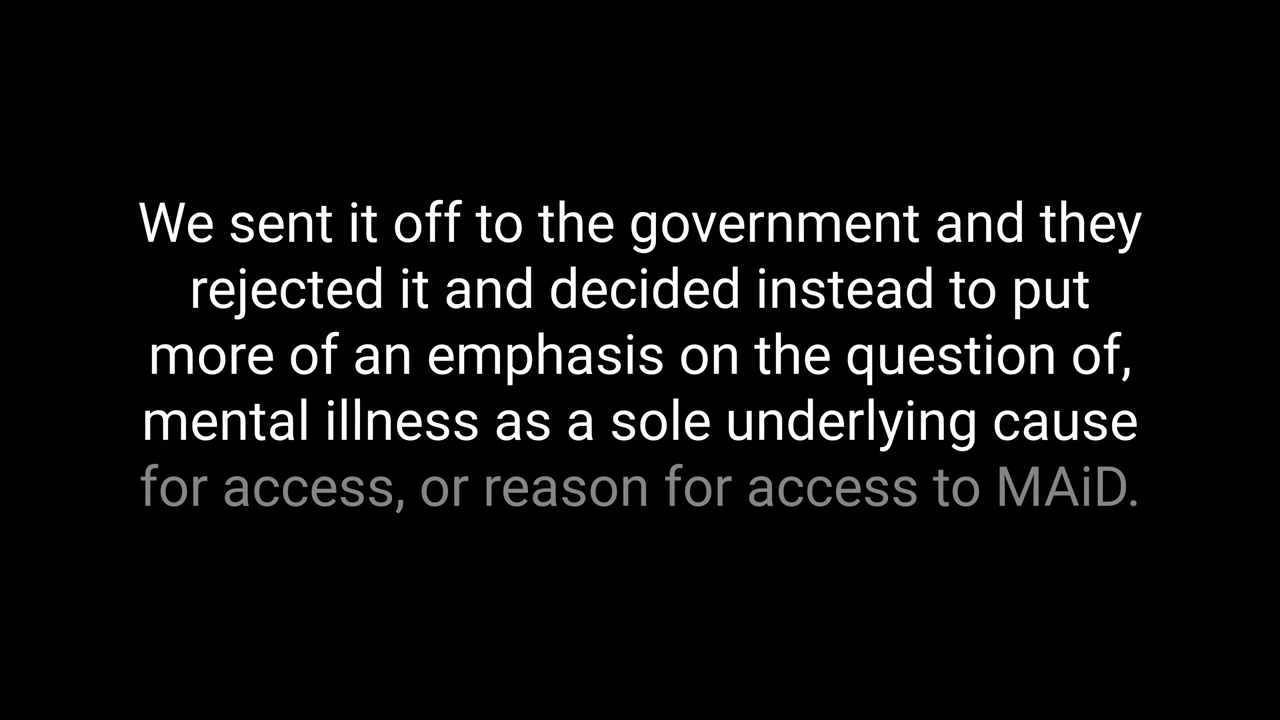 We sent it off to the government and they
rejected it and decided instead to put
more of an emphasis on the question of,
mental illness as a sole underlying cause
for access, or reason for access to MAiD.